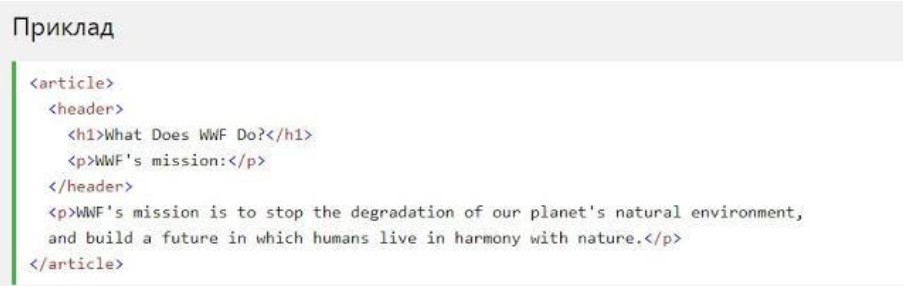 Приклад
<article>
  <header>
    <h1>What Does WWF Do?</h1>
    <p>WWF's mission:</p>
  </header>
  <p>WWF's mission is to stop the degradation of our planet's natural environment,
  and build a future in which humans live in harmony with nature.</p>
</article>